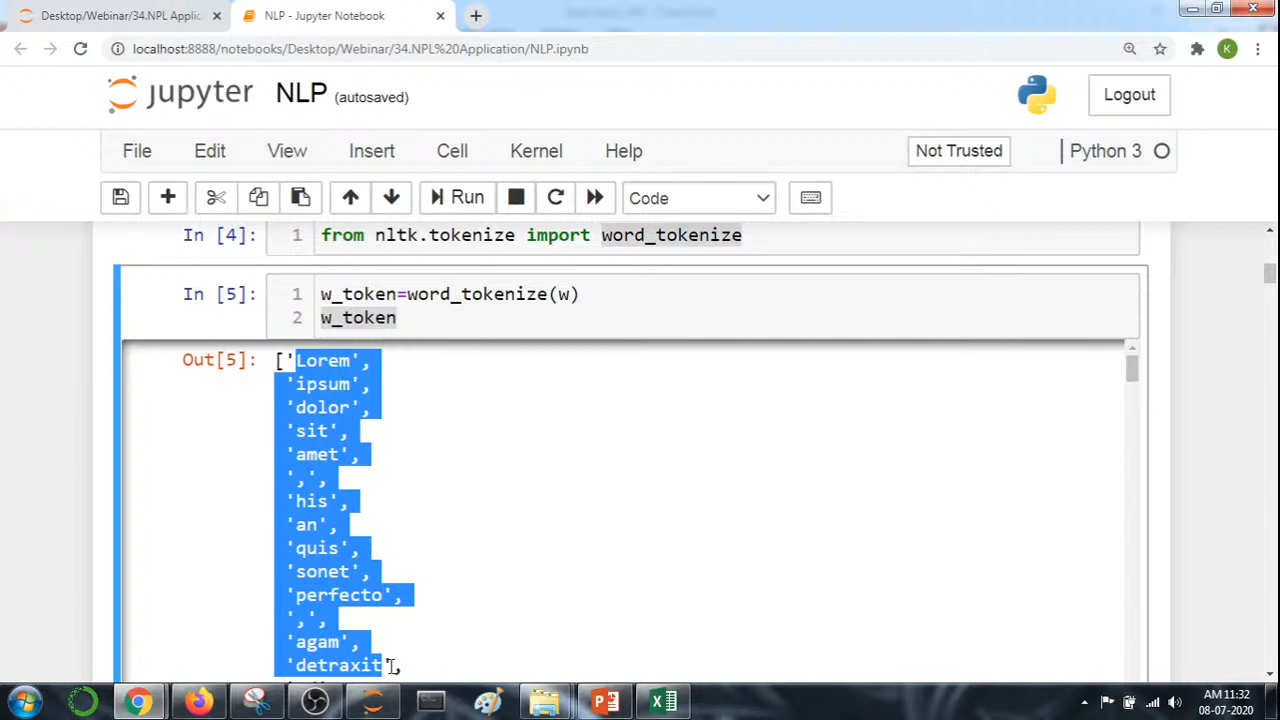 Desktop/Webinar/34.NPL Applic
NLP - Jupyter Notebook
localhost:8888/notebooks/Desktop/Webinar/34.NPL%20Application/NLP.ipynb
K
jupyter NLP (autosaved)
Logout
File Edit View Insert Cell Kernel Help
Not Trusted
Python 3
Run
Code
In [4]: 1 from nltk.tokenize import word_tokenize
In [5]: 1 w_token=word_tokenize(w)
2 w_token
Out[5]: ['Lorem',
'ipsum',
'dolor',
'sit',
'amet',
',',
'his',
'an',
'quis',
'sonet',
'perfecto',
',',
'agam',
'detraxit',
AM 11:32
08-07-2020